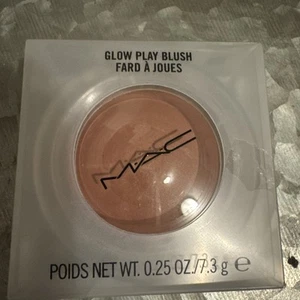 GLOW PLAY BLUSH
FARD À JOUES
MAC
POIDS NET WT. 0.25 OZ./7.3 g ℮